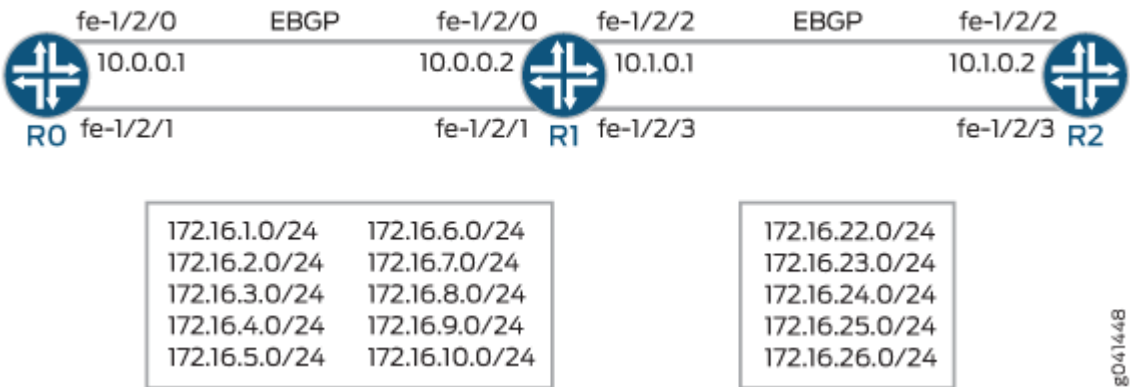 fe-1/2/0 EBGP fe-1/2/0 fe-1/2/2 EBGP fe-1/2/2
10.0.0.1 10.0.0.2 10.1.0.1 10.1.0.2
R0 fe-1/2/1 fe-1/2/1 R1 fe-1/2/3 fe-1/2/3 R2
172.16.1.0/24 172.16.6.0/24 172.16.22.0/24
172.16.2.0/24 172.16.7.0/24 172.16.23.0/24
172.16.3.0/24 172.16.8.0/24 172.16.24.0/24
172.16.4.0/24 172.16.9.0/24 172.16.25.0/24
172.16.5.0/24 172.16.10.0/24 172.16.26.0/24
g041448